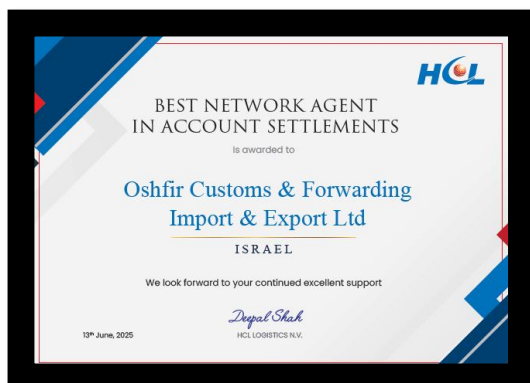 HCL
BEST NETWORK AGENT
IN ACCOUNT SETTLEMENTS
Is awarded to
Oshfir Customs & Forwarding
Import & Export Ltd
ISRAEL
We look forward to your continued excellent support
Deepal Shah
13th June, 2025
HCL LOGISTICS N.V.